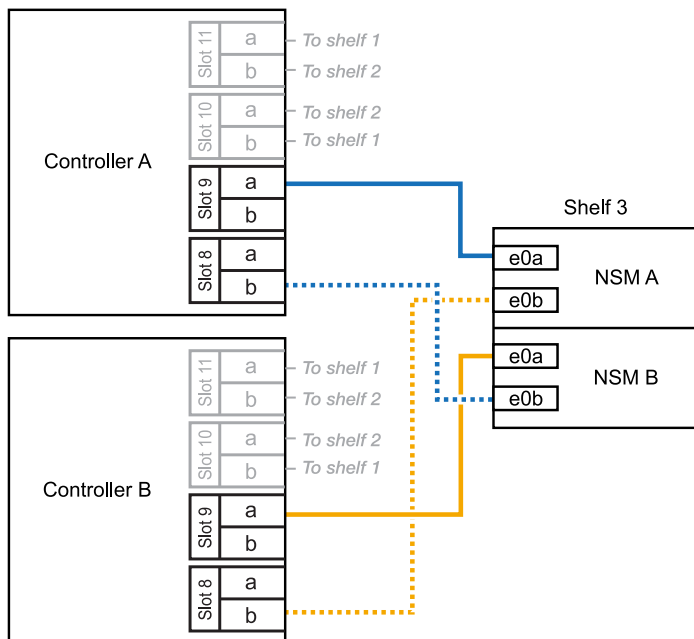 Controller A
Slot 11
a
To shelf 1
b
To shelf 2
Slot 10
a
To shelf 2
b
To shelf 1
Slot 9
a
b
Slot 8
a
b
Controller B
Slot 11
a
To shelf 1
b
To shelf 2
Slot 10
a
To shelf 2
b
To shelf 1
Slot 9
a
b
Slot 8
a
b
Shelf 3
e0a
NSM A
e0b
e0a
NSM B
e0b